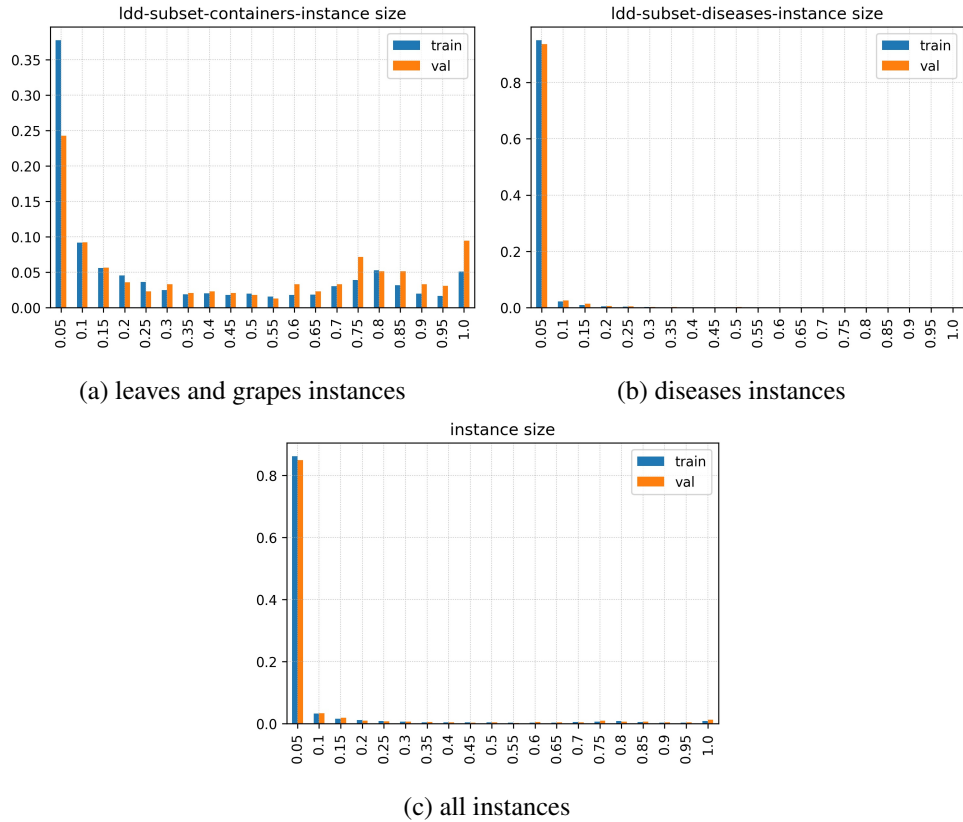 ldd-subset-containers-instance size
train
val
0.35
0.30
0.25
0.20
0.15
0.10
0.05
0.00
0.05 0.1 0.15 0.2 0.25 0.3 0.35 0.4 0.45 0.5 0.55 0.6 0.65 0.7 0.75 0.8 0.85 0.9 0.95 1.0
(a) leaves and grapes instances
ldd-subset-diseases-instance size
train
val
0.8
0.6
0.4
0.2
0.0
0.05 0.1 0.15 0.2 0.25 0.3 0.35 0.4 0.45 0.5 0.55 0.6 0.65 0.7 0.75 0.8 0.85 0.9 0.95 1.0
(b) diseases instances
instance size
train
val
0.8
0.6
0.4
0.2
0.0
0.05 0.1 0.15 0.2 0.25 0.3 0.35 0.4 0.45 0.5 0.55 0.6 0.65 0.7 0.75 0.8 0.85 0.9 0.95 1.0
(c) all instances